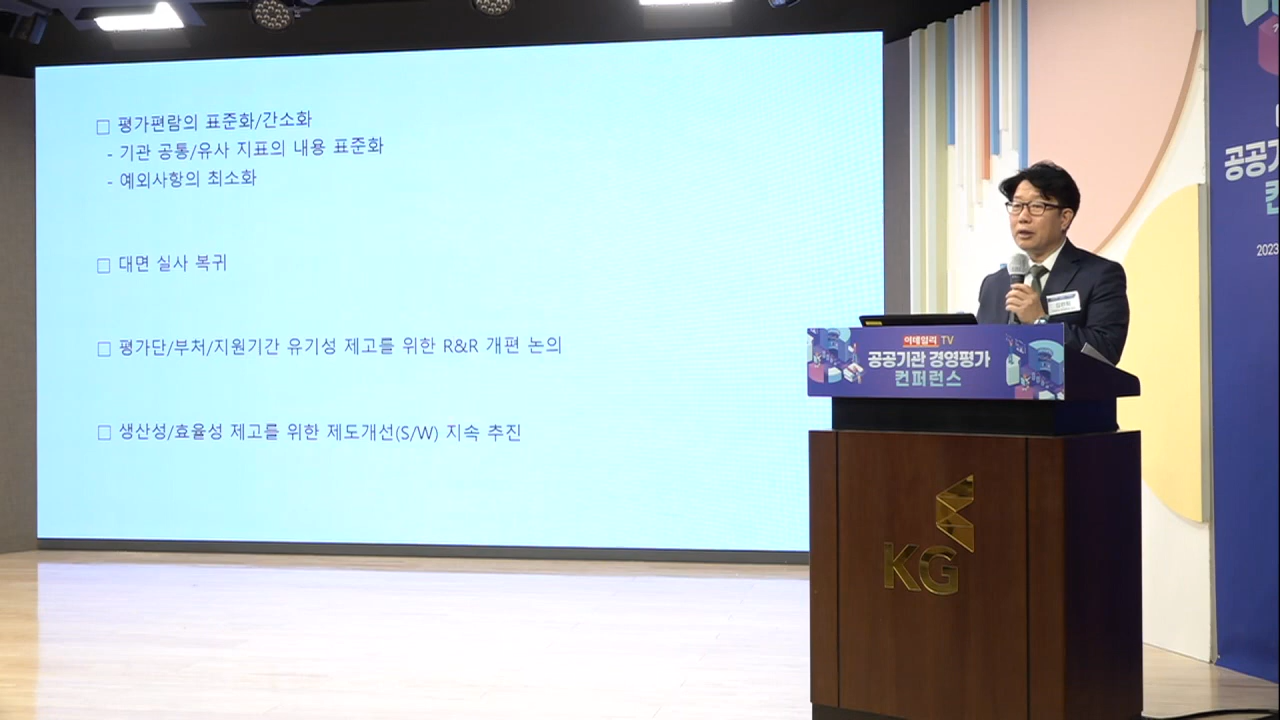 □ 평가편람의 표준화/간소화
- 기관 공통/유사 지표의 내용 표준화
- 예외사항의 최소화
□ 대면 실사 복귀
□ 평가단/부처/지원기간 유기성 제고를 위한 R&R 개편 논의
□ 생산성/효율성 제고를 위한 제도개선(S/W) 지속 추진
이데일리 TV
공공기관 경영평가
컨퍼런스
KG
공공기
컨
2023